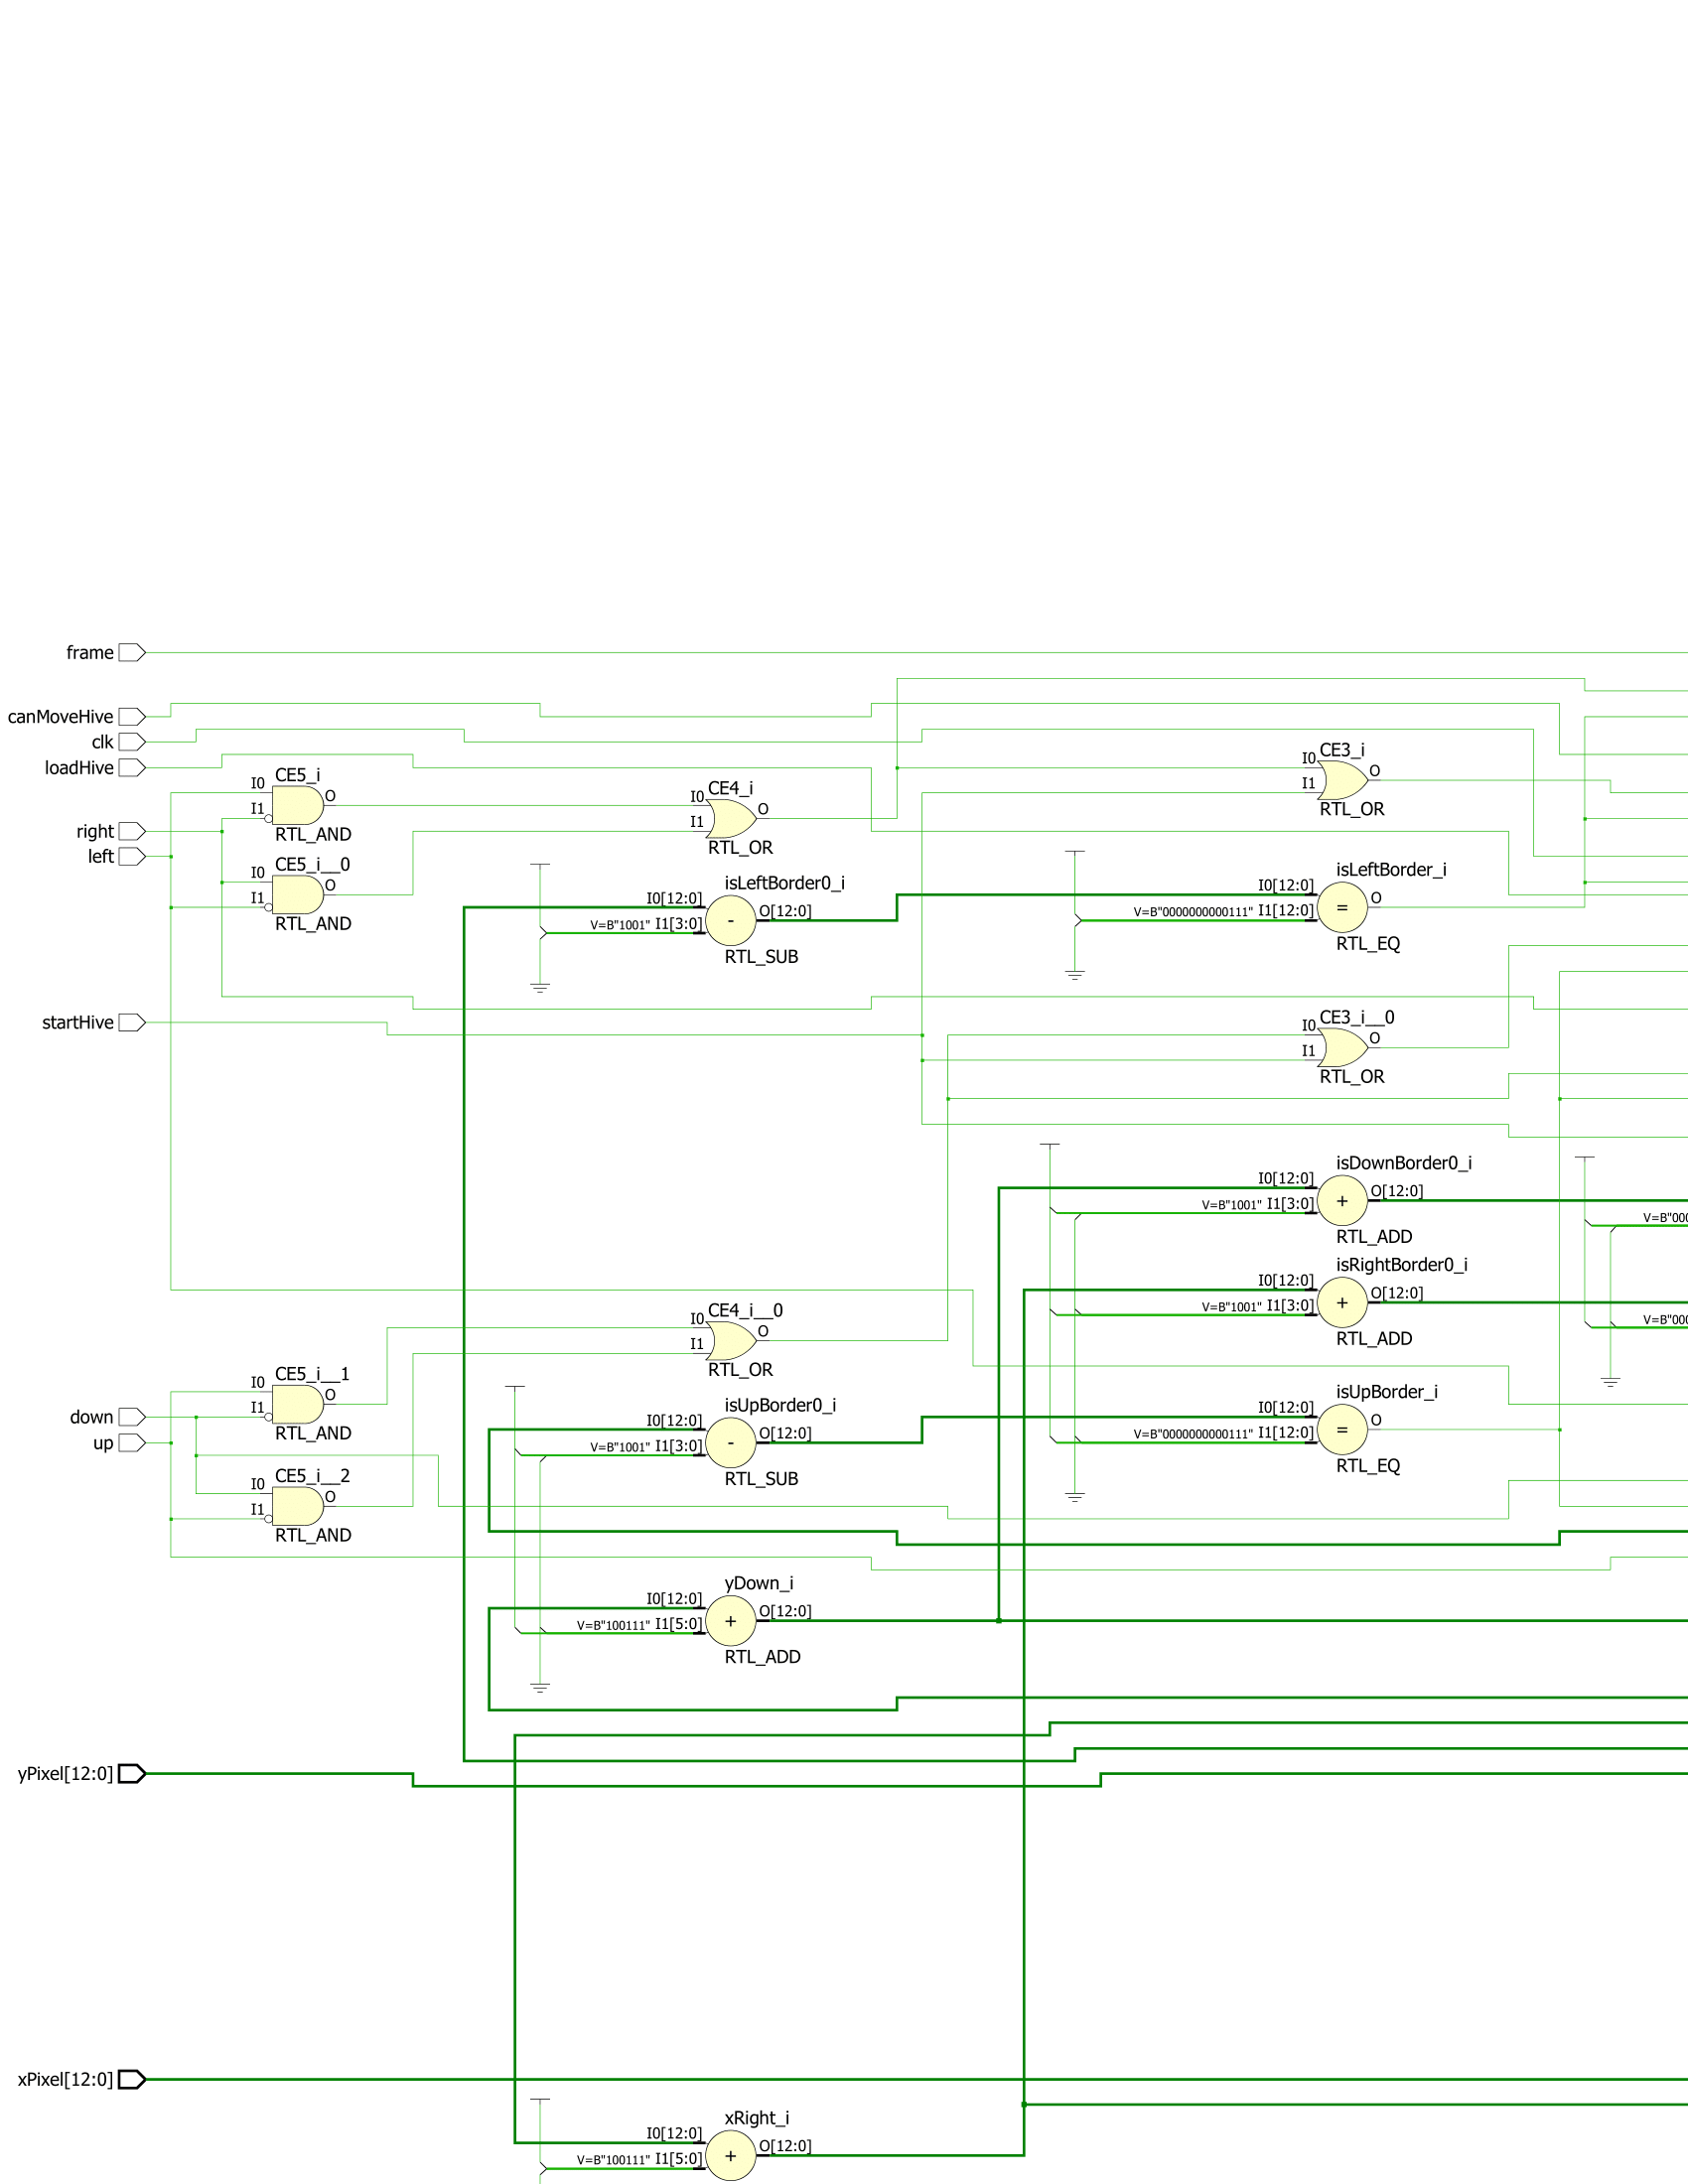 frame
canMoveHive
clk
loadHive
right
left
startHive
down
up
yPixel[12:0]
xPixel[12:0]
CE5_i
I0
I1
O
RTL_AND
CE5_i__0
I0
I1
O
RTL_AND
CE4_i
I0
I1
O
RTL_OR
isLeftBorder0_i
I0[12:0]
V=B"1001" I1[3:0]
-
O[12:0]
RTL_SUB
CE3_i
I0
I1
O
RTL_OR
isLeftBorder_i
I0[12:0]
V=B"0000000000111" I1[12:0]
=
O
RTL_EQ
CE3_i__0
I0
I1
O
RTL_OR
isDownBorder0_i
I0[12:0]
V=B"1001" I1[3:0]
+
O[12:0]
RTL_ADD
V=B"000
isRightBorder0_i
I0[12:0]
V=B"1001" I1[3:0]
+
O[12:0]
RTL_ADD
V=B"000
CE4_i__0
I0
I1
O
RTL_OR
CE5_i__1
I0
I1
O
RTL_AND
isUpBorder0_i
I0[12:0]
V=B"1001" I1[3:0]
-
O[12:0]
RTL_SUB
isUpBorder_i
I0[12:0]
V=B"0000000000111" I1[12:0]
=
O
RTL_EQ
CE5_i__2
I0
I1
O
RTL_AND
yDown_i
I0[12:0]
V=B"100111" I1[5:0]
+
O[12:0]
RTL_ADD
xRight_i
I0[12:0]
V=B"100111" I1[5:0]
+
O[12:0]